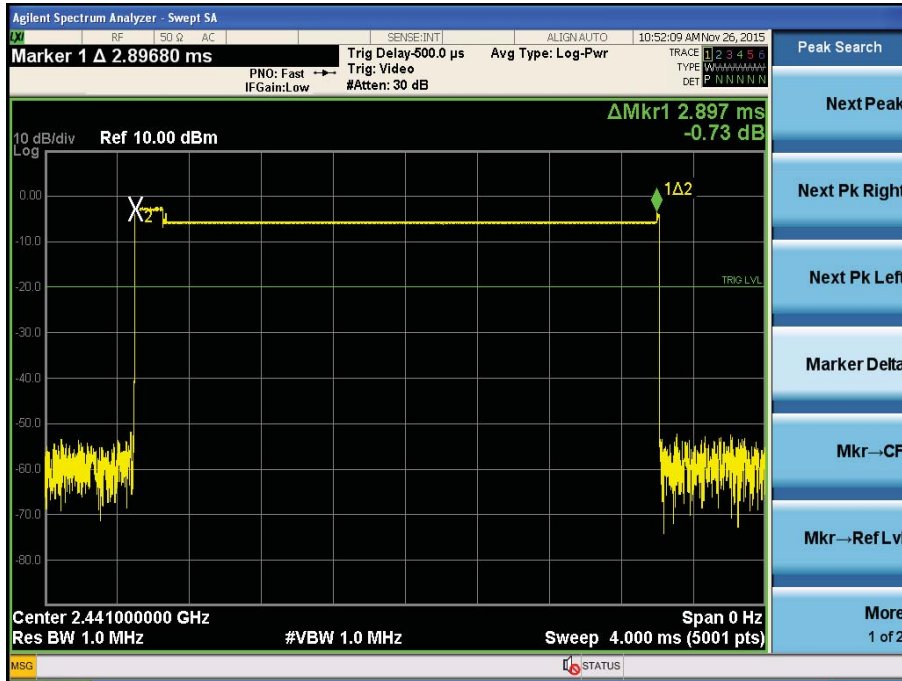 Agilent Spectrum Analyzer - Swept SA
LXI RF 50 Ω AC SENSE:INT ALIGN AUTO 10:52:09 AM Nov 26, 2015
Marker 1 Δ 2.89680 ms
Trig Delay-500.0 µs Avg Type: Log-Pwr TRACE 1 2 3 4 5 6
PNO: Fast Trig: Video TYPE WWWWWW
IFGain:Low #Atten: 30 dB DET P N N N N N
Peak Search
ΔMkr1 2.897 ms
-0.73 dB
10 dB/div Ref 10.00 dBm
Log
0.00
-10.0
-20.0
-30.0
-40.0
-50.0
-60.0
-70.0
-80.0
X2
1Δ2
TRIG LVL
Center 2.441000000 GHz Span 0 Hz
Res BW 1.0 MHz #VBW 1.0 MHz Sweep 4.000 ms (5001 pts)
MSG STATUS
Next Peak
Next Pk Right
Next Pk Left
Marker Delta
Mkr→CF
Mkr→Ref Lvl
More
1 of 2